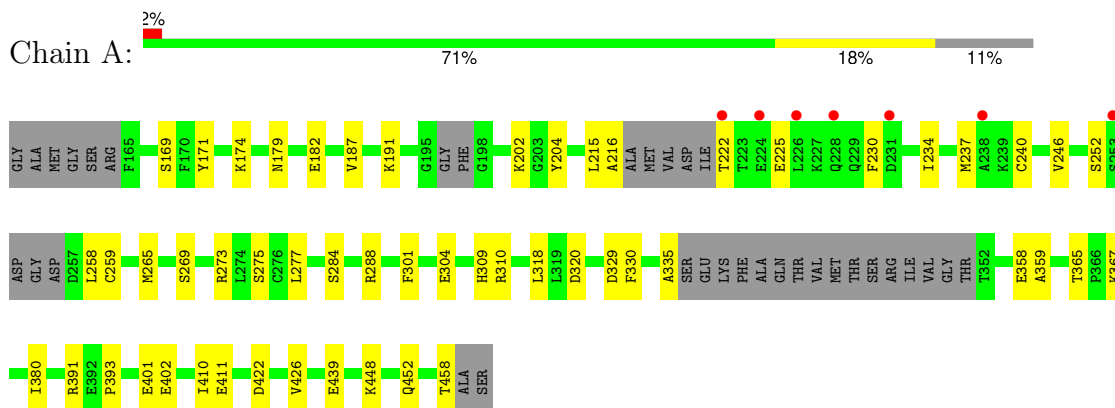 2%
Chain A:
71% 18% 11%
GLY ALA MET GLY SER ARG F165 S169 F170 Y171 K174 N179 E182 V187 K191 G195 GLY PHE G198 K202 G203 Y204 L215 A216 ALA MET VAL ASP ILE T222 T223 E224 E225 L226 K227 Q228 Q229 F230 D231 I234 M237 A238 K239 C240 V246 S252 S253
ASP GLY ASP D257 L258 C259 M265 S269 R273 L274 S275 C276 L277 S284 R288 F301 E304 H309 R310 L318 L319 D320 D329 F330 A335 SER GLU LYS PHE ALA GLN THR VAL MET THR SER ARG ILE VAL GLY THR T352 E358 A359 T365 P366 K367
I380 R391 E392 P393 E401 E402 I410 E411 D422 V426 E439 K448 Q452 T458 ALA SER